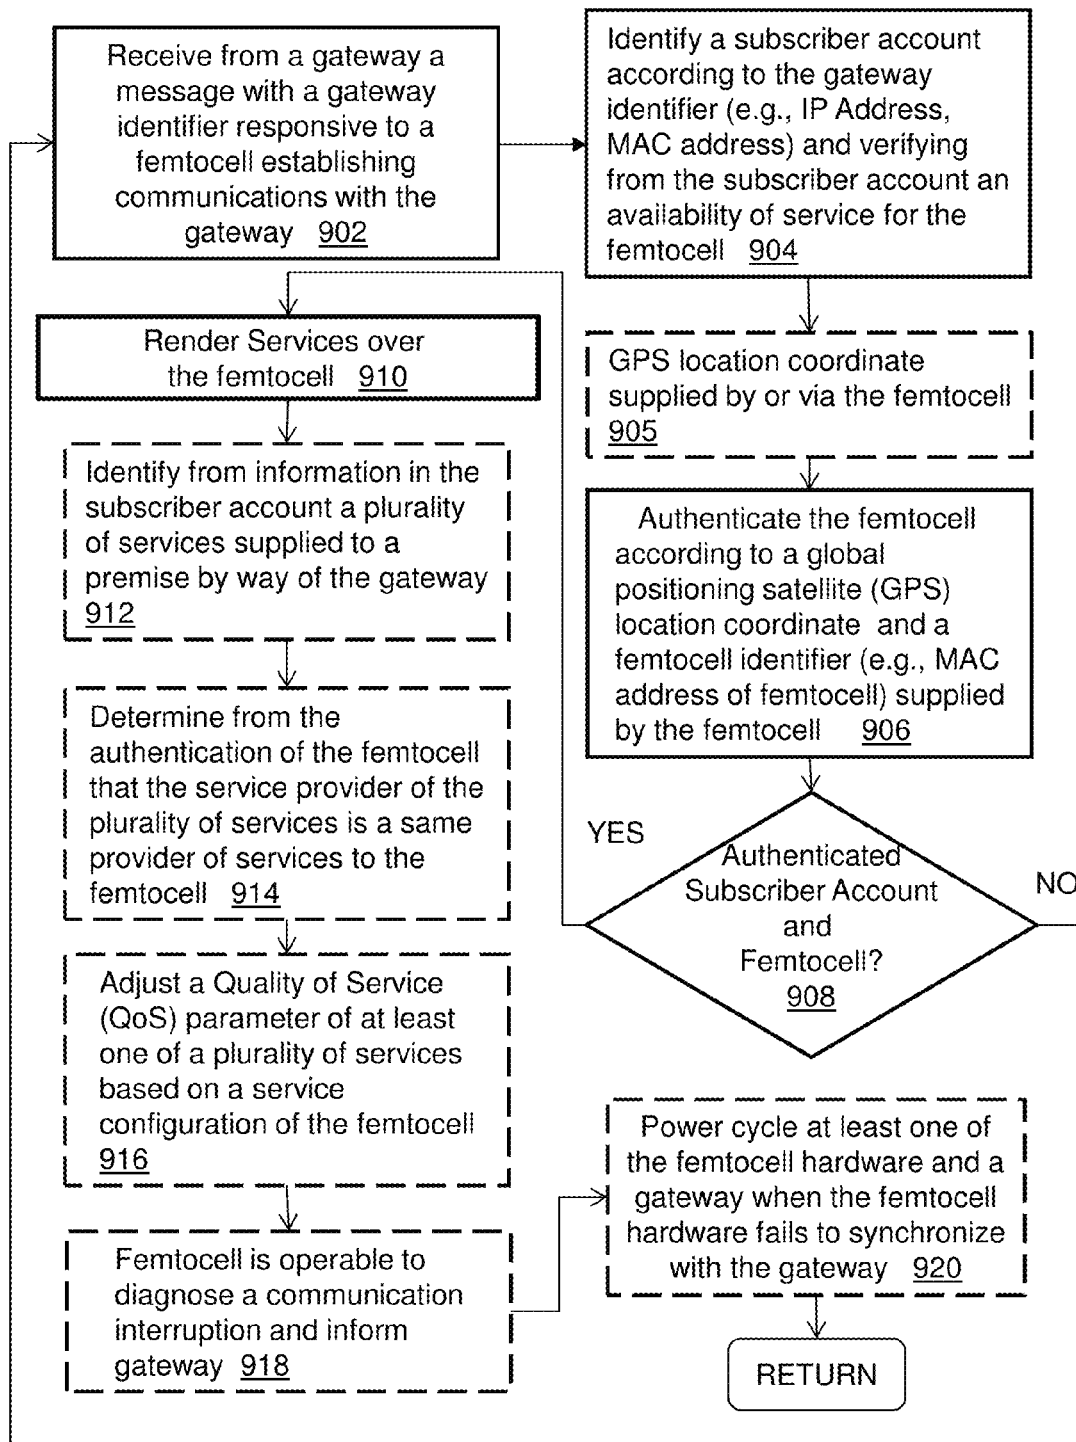 Receive from a gateway a
message with a gateway
identifier responsive to a
femtocell establishing
communications with the
gateway 902
Identify a subscriber account
according to the gateway
identifier (e.g., IP Address,
MAC address) and verifying
from the subscriber account an
availability of service for the
femtocell 904
GPS location coordinate
supplied by or via the femtocell
905
Authenticate the femtocell
according to a global
positioning satellite (GPS)
location coordinate and a
femtocell identifier (e.g., MAC
address of femtocell) supplied
by the femtocell 906
YES
Authenticated
Subscriber Account
and
Femtocell?
908
NO
Render Services over
the femtocell 910
Identify from information in the
subscriber account a plurality
of services supplied to a
premise by way of the gateway
912
Determine from the
authentication of the femtocell
that the service provider of the
plurality of services is a same
provider of services to the
femtocell 914
Adjust a Quality of Service
(QoS) parameter of at least
one of a plurality of services
based on a service
configuration of the femtocell
916
Femtocell is operable to
diagnose a communication
interruption and inform
gateway 918
Power cycle at least one of
the femtocell hardware and a
gateway when the femtocell
hardware fails to synchronize
with the gateway 920
RETURN